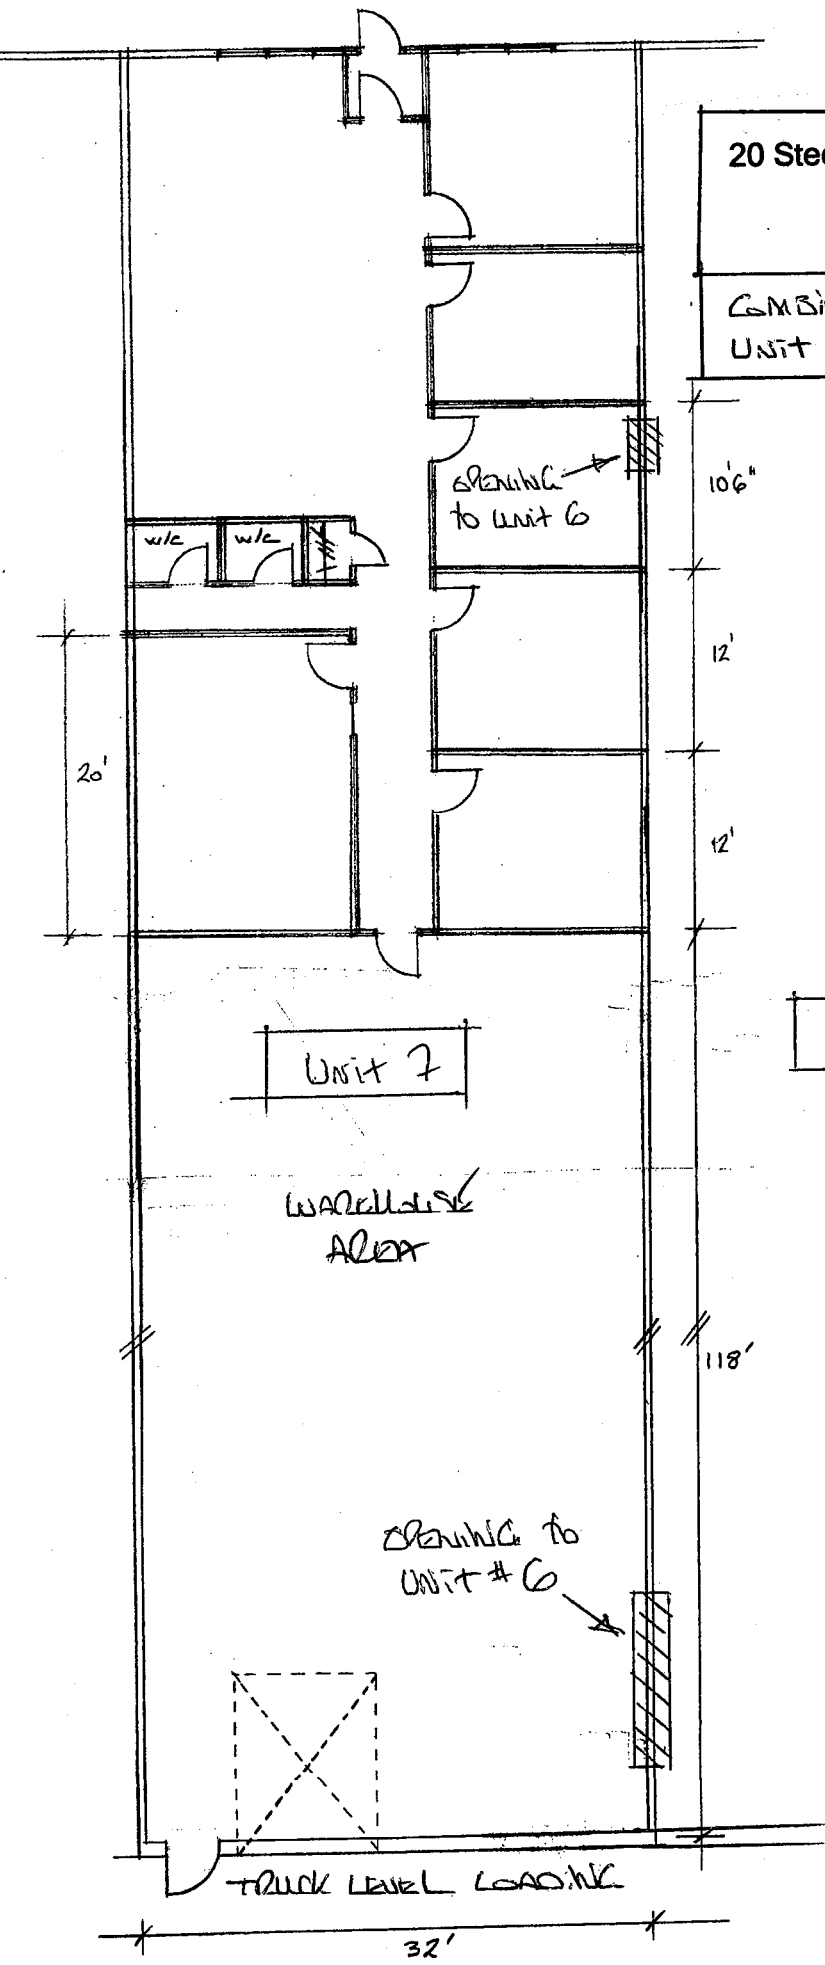 20 Stee
COMBi
UNiT
OPENING
to Unit 6
10'6"
w/c
w/c
12'
20'
12'
Unit 7
WAREHOUSE
AREA
118'
OPENING to
UNiT # 6
TRUCK LEVEL LOADING
32'